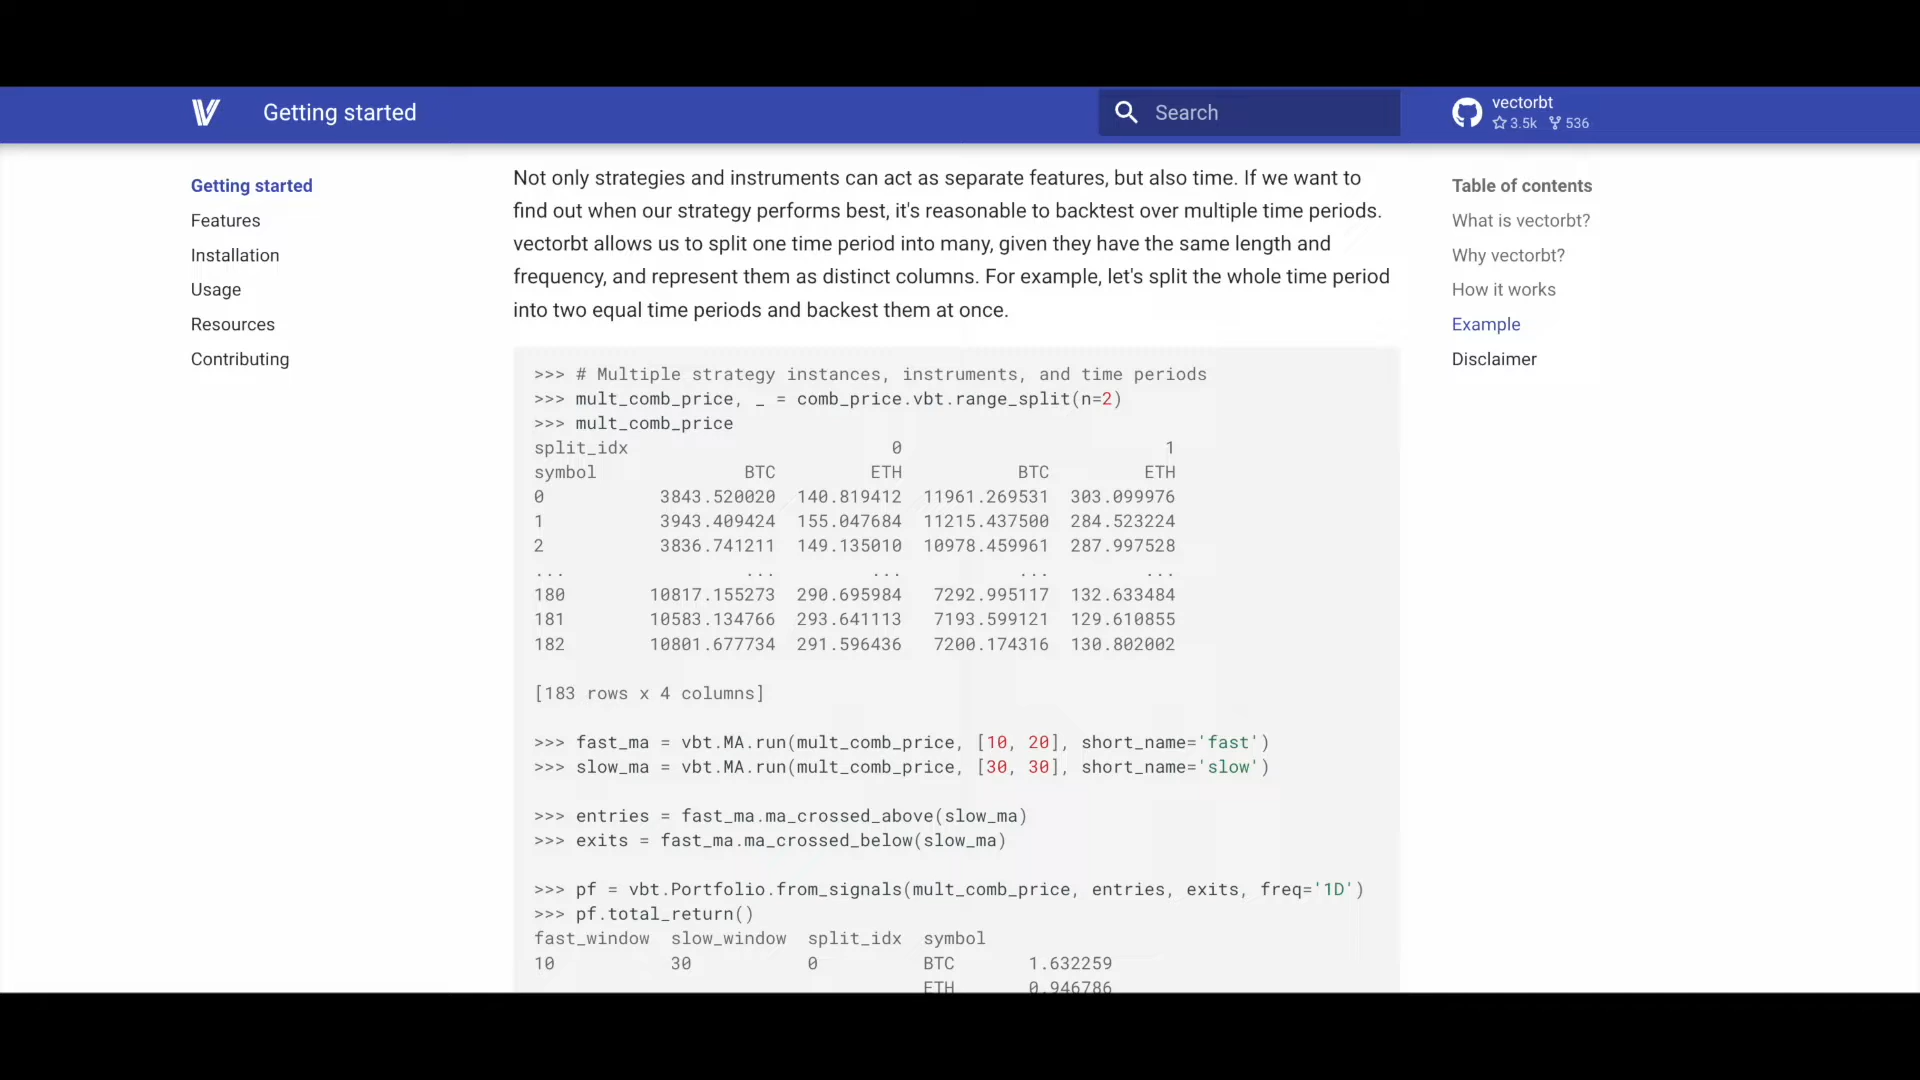 Getting started
Search
vectorbt
3.5k 536
Getting started
Features
Installation
Usage
Resources
Contributing
Not only strategies and instruments can act as separate features, but also time. If we want to
find out when our strategy performs best, it's reasonable to backtest over multiple time periods.
vectorbt allows us to split one time period into many, given they have the same length and
frequency, and represent them as distinct columns. For example, let's split the whole time period
into two equal time periods and backest them at once.
>>> # Multiple strategy instances, instruments, and time periods
>>> mult_comb_price, _ = comb_price.vbt.range_split(n=2)
>>> mult_comb_price
split_idx 0 1
symbol BTC ETH BTC ETH
0 3843.520020 140.819412 11961.269531 303.099976
1 3943.409424 155.047684 11215.437500 284.523224
2 3836.741211 149.135010 10978.459961 287.997528
... ... ... ... ...
180 10817.155273 290.695984 7292.995117 132.633484
181 10583.134766 293.641113 7193.599121 129.610855
182 10801.677734 291.596436 7200.174316 130.802002
[183 rows x 4 columns]
>>> fast_ma = vbt.MA.run(mult_comb_price, [10, 20], short_name='fast')
>>> slow_ma = vbt.MA.run(mult_comb_price, [30, 30], short_name='slow')
>>> entries = fast_ma.ma_crossed_above(slow_ma)
>>> exits = fast_ma.ma_crossed_below(slow_ma)
>>> pf = vbt.Portfolio.from_signals(mult_comb_price, entries, exits, freq='1D')
>>> pf.total_return()
fast_window slow_window split_idx symbol
10 30 0 BTC 1.632259
ETH 0.946786
Table of contents
What is vectorbt?
Why vectorbt?
How it works
Example
Disclaimer